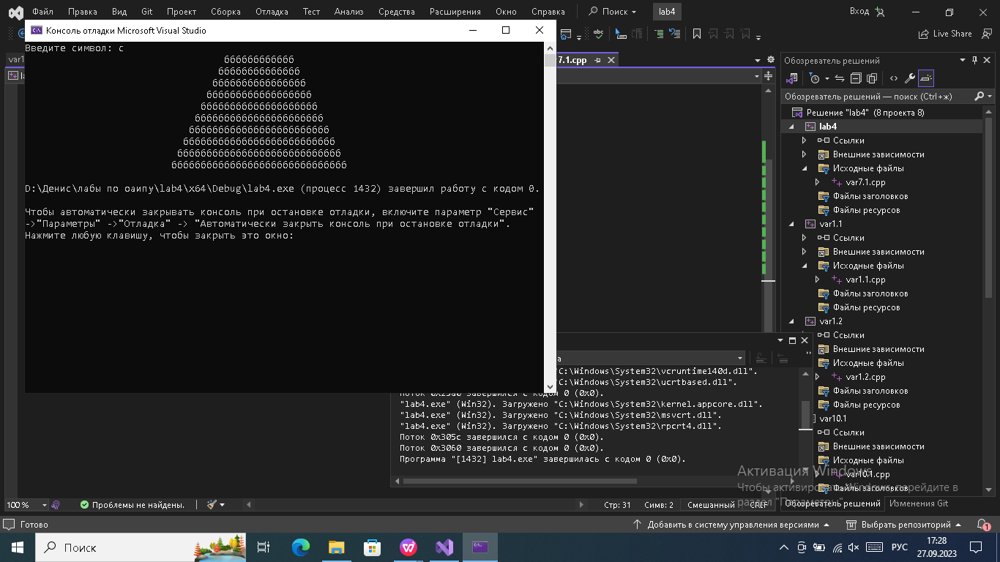 Файл Правка Вид Git Проект Сборка Отладка Тест Анализ Средства Расширения Окно Справка Поиск lab4 Вход
Консоль отладки Microsoft Visual Studio
Live Share
Введите символ: c
666666666666
66666666666666
6666666666666666
666666666666666666
66666666666666666666
6666666666666666666666
666666666666666666666666
66666666666666666666666666
6666666666666666666666666666
666666666666666666666666666666
D:\Денис\лабы по оаипу\lab4\x64\Debug\lab4.exe (процесс 1432) завершил работу с кодом 0.
Чтобы автоматически закрывать консоль при остановке отладки, включите параметр "Сервис"
->"Параметры" ->"Отладка" -> "Автоматически закрыть консоль при остановке отладки".
Нажмите любую клавишу, чтобы закрыть это окно:
var1
7.1.cpp
Обозреватель решений
Обозреватель решений — поиск (Ctrl+ж)
Решение "lab4" (8 проекта 8)
lab4
Ссылки
Внешние зависимости
Исходные файлы
var7.1.cpp
Файлы заголовков
Файлы ресурсов
var1.1
Ссылки
Внешние зависимости
Исходные файлы
var1.1.cpp
Файлы заголовков
Файлы ресурсов
var1.2
Ссылки
Внешние зависимости
Исходные файлы
var1.2.cpp
Файлы заголовков
Файлы ресурсов
var10.1
Ссылки
Внешние зависимости
Исходные файлы
var10.1.cpp
Файлы заголовков
Обозреватель решений Изменения Git
"C:\Windows\System32\vcruntime140d.dll".
"C:\Windows\System32\ucrtbased.dll".
завершился с кодом 0 (0x0).
"lab4.exe" (Win32). Загружено "C:\Windows\System32\kernel.appcore.dll".
"lab4.exe" (Win32). Загружено "C:\Windows\System32\msvcrt.dll".
"lab4.exe" (Win32). Загружено "C:\Windows\System32\rpcrt4.dll".
Поток 0x305c завершился с кодом 0 (0x0).
Поток 0x3060 завершился с кодом 0 (0x0).
Программа "[1432] lab4.exe" завершилась с кодом 0 (0x0).
Активация Windows
Чтобы активировать Windows, перейдите в
раздел "Параметры".
100 % Проблемы не найдены. Стр: 31 Симв: 2 Смешанный CRLF
Готово Добавить в систему управления версиями Выбрать репозиторий 1
Поиск РУС 17:28
27.09.2023